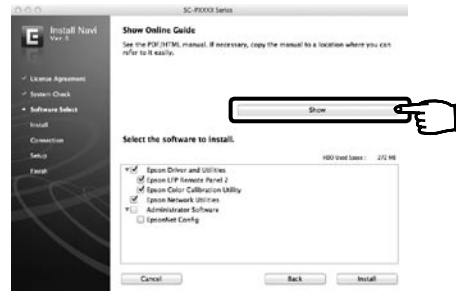 SC-PXXXX Series
Install Navi
Ver.
Show Online Guide
See the PDF/HTML manual. If necessary, copy the manual to a location where you can
refer to it easily.
License Agreement
System Check
Software Select
Install
Connection
Setup
Finish
Show
Select the software to install.
HDD Used Space : 272 MB
Epson Driver and Utilities
Epson LFP Remote Panel 2
Epson Color Calibration Utility
Epson Network Utilities
Administrator Software
EpsonNet Config
Cancel
Back
Install